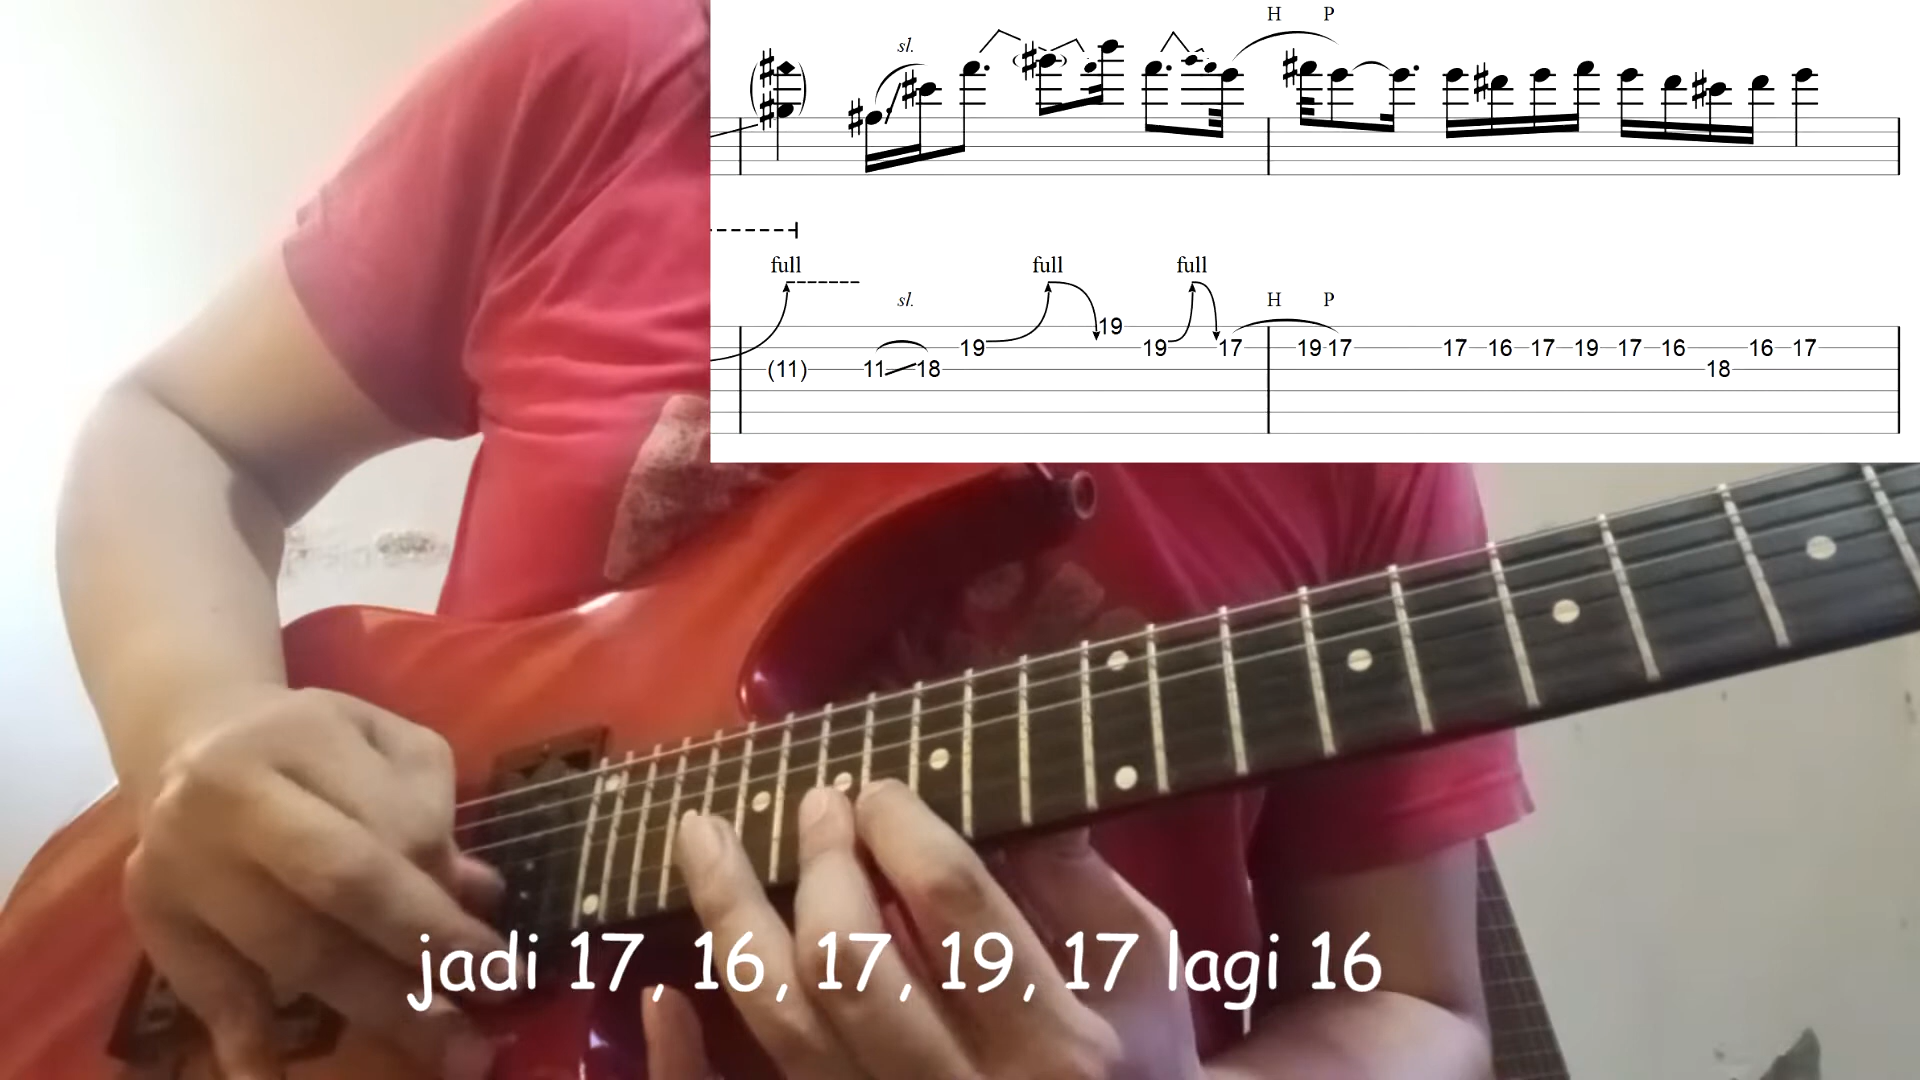 H P
sl.
full full full
sl. H P
19
19 19 17 19 17 17 16 17 19 17 16 16 17
(11) 11 18 18
jadi 17, 16, 17, 19, 17 lagi 16